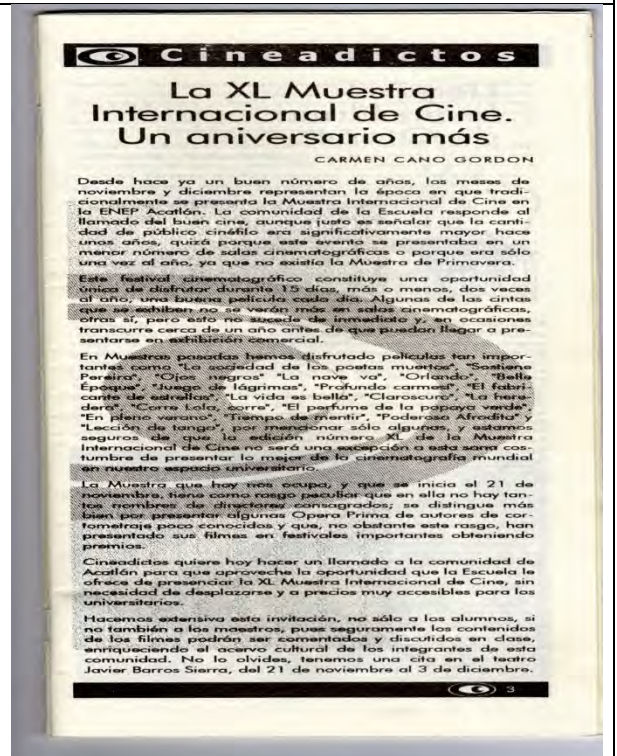 Cineadictos
La XL Muestra
Internacional de Cine.
Un aniversario más
CARMEN CANO GORDON
Desde hace ya un buen número de años, los meses de
noviembre y diciembre representan la época en que tradi-
cionalmente se presenta la Muestra Internacional de Cine en
la ENEP Acatlán. La comunidad de la Escuela responde al
llamado del buen cine, aunque justo es señalar que la canti-
dad de público cinéfilo era significativamente mayor hace
unos años, quizá porque este evento se presentaba en un
menor número de salas cinematográficas o porque era sólo
una vez al año, ya que no existía la Muestra de Primavera.
Este festival cinematográfico constituye una oportunidad
única de disfrutar durante 15 días, más o menos, dos veces
al año, una buena película cada día. Algunas de las cintas
que se exhiben no se verán más en salas cinematográficas,
otras sí, pero esto no sucede de inmediato y, en ocasiones
transcurre cerca de un año antes de que puedan llegar a pre-
sentarse en exhibición comercial.
En Muestras pasadas hemos disfrutado películas tan impor-
tantes como "La sociedad de los poetas muertos", "Sostiene
Pereira", "Ojos negros" "La nave va", "Orlando", "Belle
Époque" "Juego de lágrimas", "Profundo carmesí", "El fabri-
cante de estrellas", "La vida es bella", "Claroscuro", "La here-
dera", "Corre Lola, corre", "El perfume de la papaya verde",
"En pleno verano", "Tiempo de mentir", "Poderosa Afrodita",
"Lección de tango", por mencionar sólo algunas, y estamos
seguros de que la edición número XL de la Muestra
Internacional de Cine no será una excepción a esta sana cos-
tumbre de presentar lo mejor de la cinematografía mundial
en nuestro espacio universitario.
La Muestra que hoy nos ocupa, y que se inicia el 21 de
noviembre, tiene como rasgo peculiar que en ella no hay tan-
tos nombres de directores consagrados; se distingue más
bien por presentar algunas Opera Prima de autores de cor-
tometraje poco conocidos y que, no obstante este rasgo, han
presentado sus filmes en festivales importantes obteniendo
premios.
Cineadictos quiere hoy hacer un llamado a la comunidad de
Acatlán para que aproveche la oportunidad que la Escuela le
ofrece de presenciar la XL Muestra Internacional de Cine, sin
necesidad de desplazarse y a precios muy accesibles para los
universitarios.
Hacemos extensiva esta invitación, no sólo a los alumnos, si
no también a los maestros, pues seguramente los contenidos
de los filmes podrán ser comentados y discutidos en clase,
enriqueciendo el acervo cultural de los integrantes de esta
comunidad. No lo olvides, tenemos una cita en el teatro
Javier Barros Sierra, del 21 de noviembre al 3 de diciembre.
3